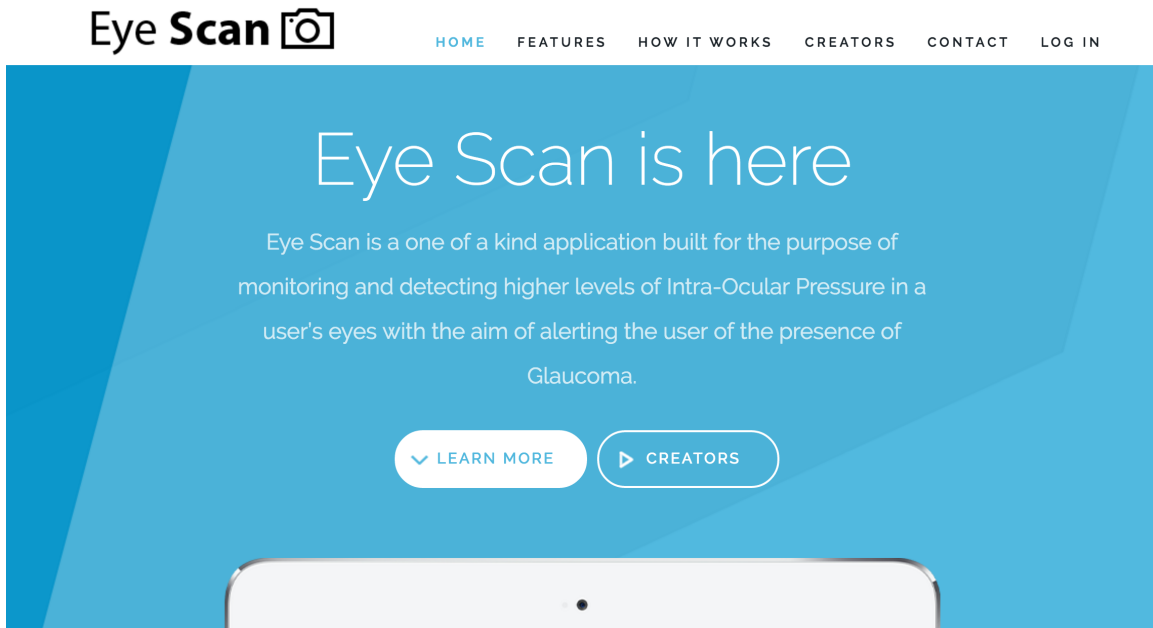 Eye Scan
HOME FEATURES HOW IT WORKS CREATORS CONTACT LOG IN
Eye Scan is here
Eye Scan is a one of a kind application built for the purpose of
monitoring and detecting higher levels of Intra-Ocular Pressure in a
user's eyes with the aim of alerting the user of the presence of
Glaucoma.
LEARN MORE CREATORS